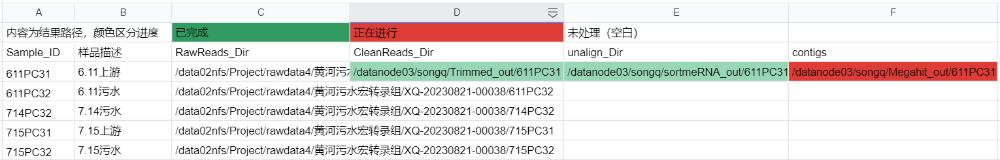 A B C D E F
内容为结果路径，颜色区分进度 已完成 正在进行 未处理（空白）
Sample_ID 样品描述 RawReads_Dir CleanReads_Dir unalign_Dir contigs
611PC31 6.11上游 /data02nfs/Project/rawdata4/黄河污 /datanode03/songq/Trimmed_out/611PC31 /datanode03/songq/sortmeRNA_out/611PC31 /datanode03/songq/Megahit_out/611PC31
611PC32 6.11污水 /data02nfs/Project/rawdata4/黄河污水宏转录组/XQ-20230821-00038/611PC32
714PC32 7.14污水 /data02nfs/Project/rawdata4/黄河污水宏转录组/XQ-20230821-00038/714PC32
715PC31 7.15上游 /data02nfs/Project/rawdata4/黄河污水宏转录组/XQ-20230821-00038/715PC31
715PC32 7.15污水 /data02nfs/Project/rawdata4/黄河污水宏转录组/XQ-20230821-00038/715PC32